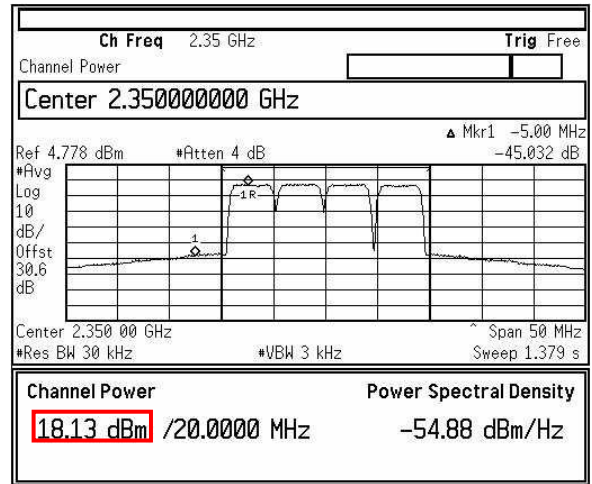 Ch Freq 2.35 GHz Trig Free
Channel Power
Center 2.350000000 GHz
▲ Mkr1 -5.00 MHz
Ref 4.778 dBm #Atten 4 dB -45.032 dB
#Avg
Log
10
dB/
Offst
30.6
dB
1R
1
Center 2.350 00 GHz ^ Span 50 MHz
#Res BW 30 kHz #VBW 3 kHz Sweep 1.379 s
Channel Power Power Spectral Density
18.13 dBm /20.0000 MHz -54.88 dBm/Hz